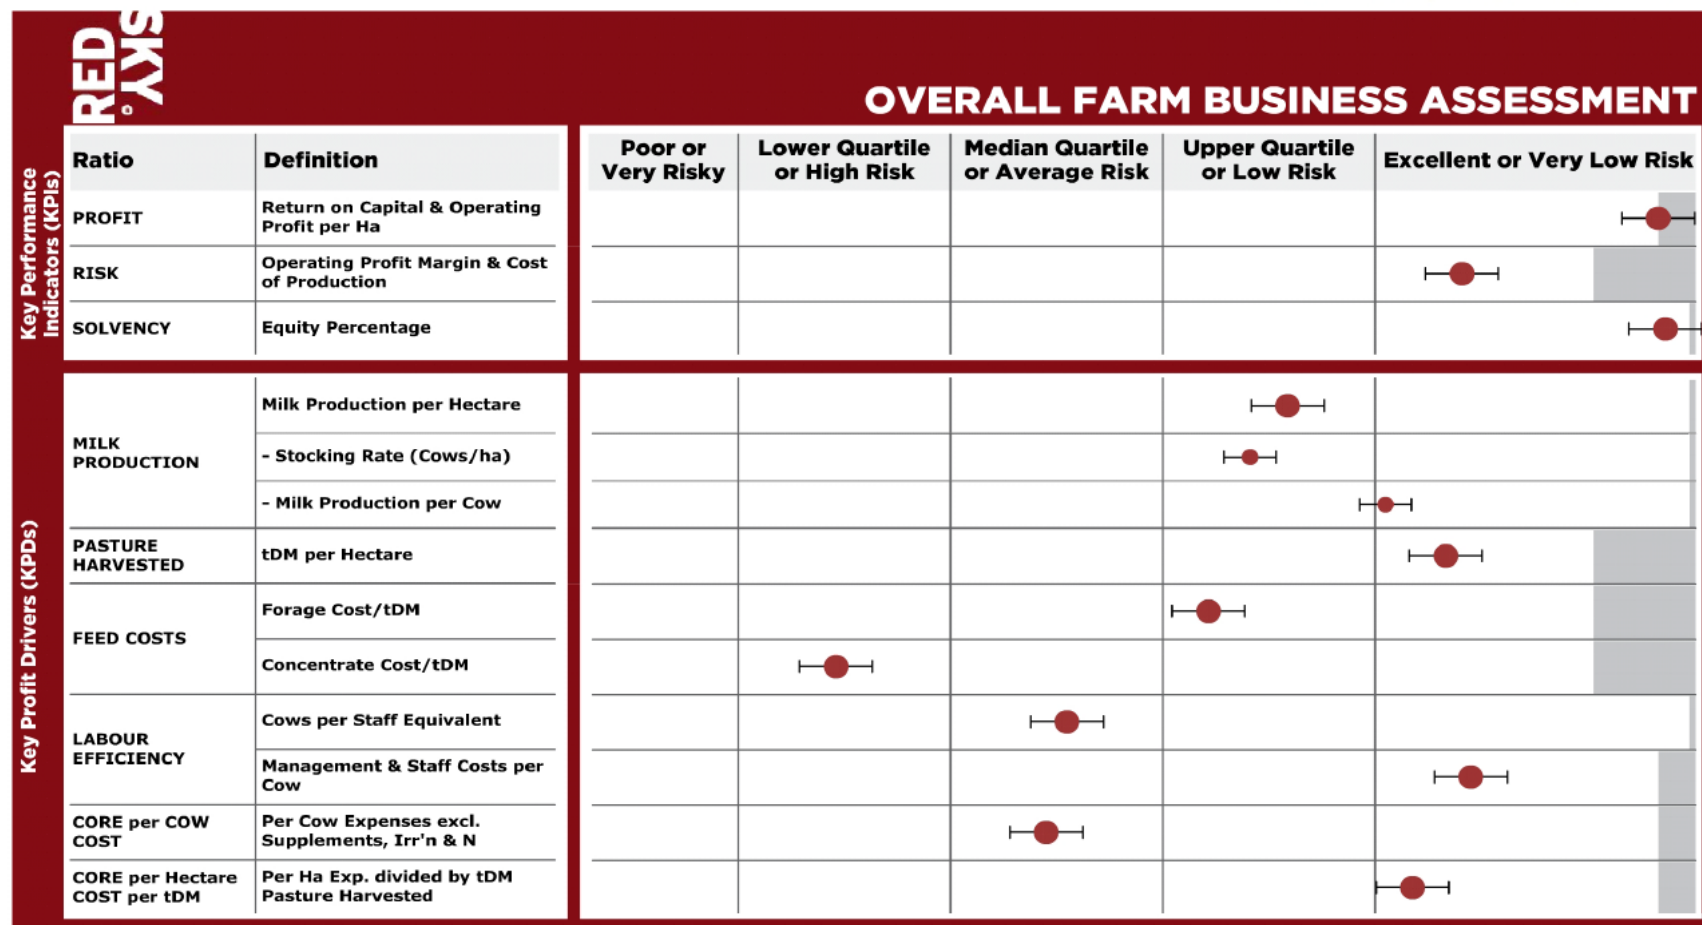 RED
SKY®
OVERALL FARM BUSINESS ASSESSMENT
Key Performance
Indicators (KPIs)
Ratio
Definition
Poor or
Very Risky
Lower Quartile
or High Risk
Median Quartile
or Average Risk
Upper Quartile
or Low Risk
Excellent or Very Low Risk
PROFIT
Return on Capital & Operating
Profit per Ha
RISK
Operating Profit Margin & Cost
of Production
SOLVENCY
Equity Percentage
Key Profit Drivers (KPDs)
MILK
PRODUCTION
Milk Production per Hectare
- Stocking Rate (Cows/ha)
- Milk Production per Cow
PASTURE
HARVESTED
tDM per Hectare
FEED COSTS
Forage Cost/tDM
Concentrate Cost/tDM
LABOUR
EFFICIENCY
Cows per Staff Equivalent
Management & Staff Costs per
Cow
CORE per COW
COST
Per Cow Expenses excl.
Supplements, Irr'n & N
CORE per Hectare
COST per tDM
Per Ha Exp. divided by tDM
Pasture Harvested